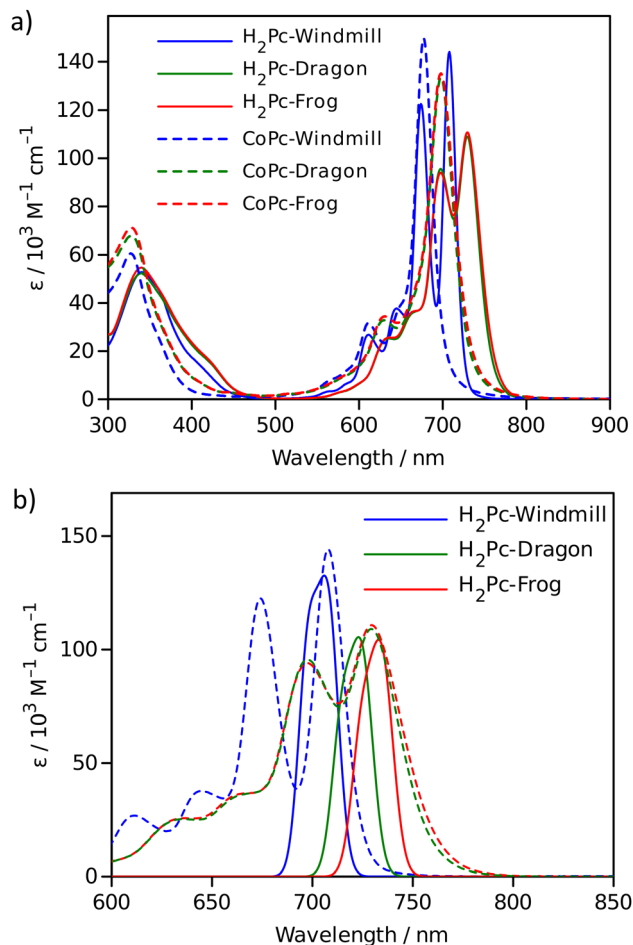 a)
H₂Pc-Windmill
H₂Pc-Dragon
H₂Pc-Frog
CoPc-Windmill
CoPc-Dragon
CoPc-Frog
140
120
100
80
60
40
20
0
ε / 10³ M⁻¹ cm⁻¹
300 400 500 600 700 800 900
Wavelength / nm
b)
H₂Pc-Windmill
H₂Pc-Dragon
H₂Pc-Frog
150
100
50
0
ε / 10³ M⁻¹ cm⁻¹
600 650 700 750 800 850
Wavelength / nm